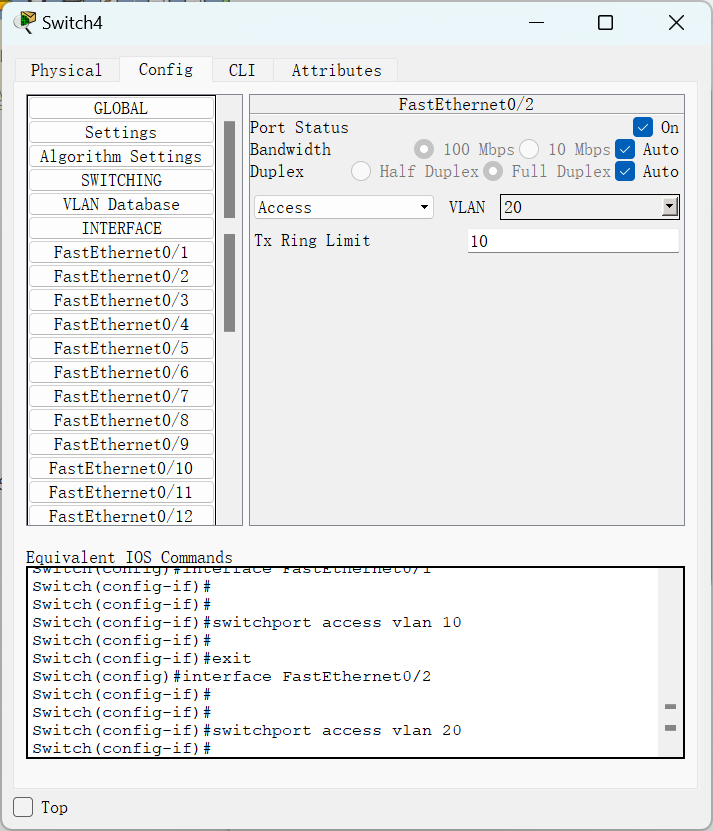 Switch4
Physical Config CLI Attributes
GLOBAL
Settings
Algorithm Settings
SWITCHING
VLAN Database
INTERFACE
FastEthernet0/1
FastEthernet0/2
FastEthernet0/3
FastEthernet0/4
FastEthernet0/5
FastEthernet0/6
FastEthernet0/7
FastEthernet0/8
FastEthernet0/9
FastEthernet0/10
FastEthernet0/11
FastEthernet0/12
FastEthernet0/2
Port Status On
Bandwidth 100 Mbps 10 Mbps Auto
Duplex Half Duplex Full Duplex Auto
Access VLAN 20
Tx Ring Limit 10
Equivalent IOS Commands
Switch(config)#interface FastEthernet0/1
Switch(config-if)#
Switch(config-if)#
Switch(config-if)#switchport access vlan 10
Switch(config-if)#
Switch(config-if)#exit
Switch(config)#interface FastEthernet0/2
Switch(config-if)#
Switch(config-if)#
Switch(config-if)#switchport access vlan 20
Switch(config-if)#
Top